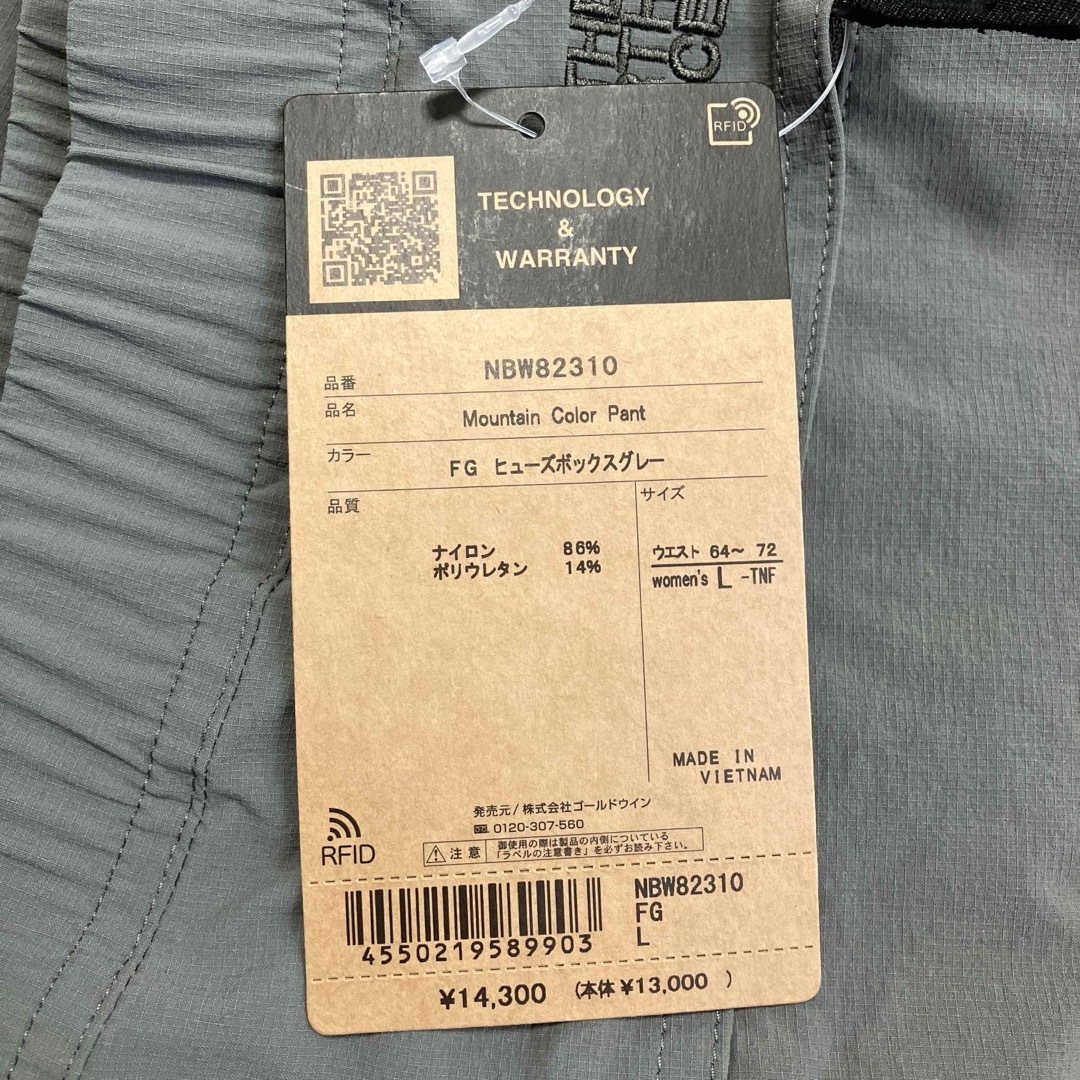 THE
RTH
CE
RFID
TECHNOLOGY
&
WARRANTY
品番 NBW82310
品名 Mountain Color Pant
カラー FG ヒューズボックスグレー
品質
ナイロン 86%
ポリウレタン 14%
サイズ
ウエスト 64〜 72
women's L -TNF
MADE IN
VIETNAM
RFID
発売元/株式会社ゴールドウイン
0120-307-560
注意
御使用の際は製品の内側についている
「ラベルの注意書き」を必ずお読み下さい。
4550219589903
NBW82310
FG
L
¥14,300 (本体¥13,000 )